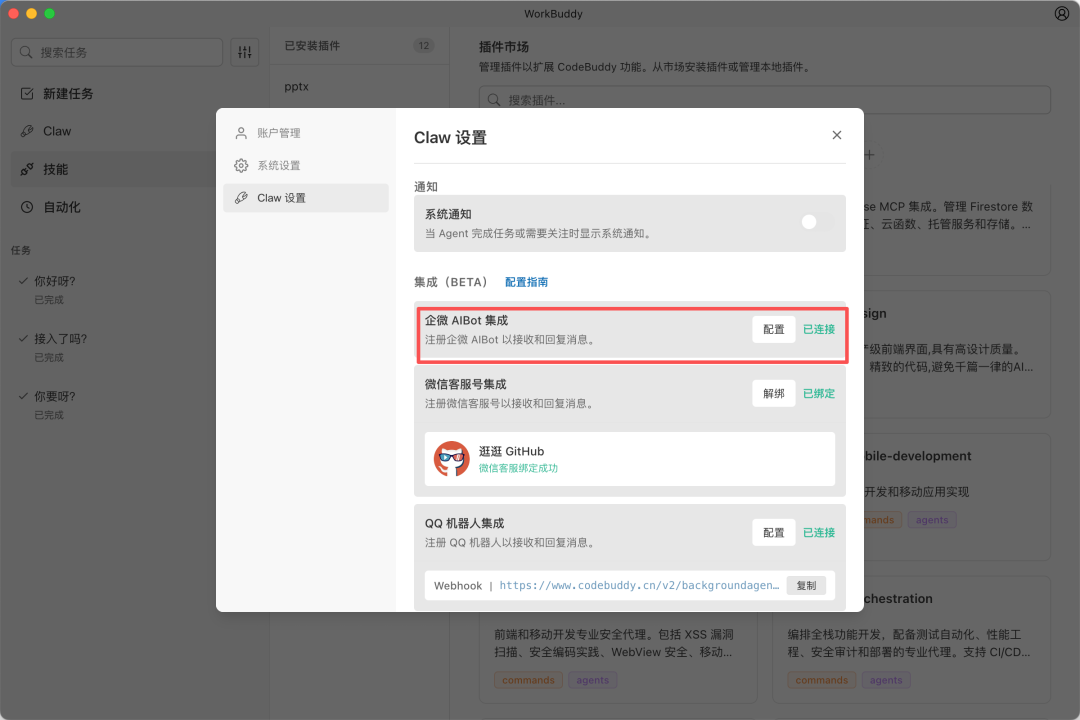 WorkBuddy
搜索任务
新建任务
Claw
技能
自动化
任务
你好呀?
已完成
接入了吗?
已完成
你要呀?
已完成
已安装插件
12
pptx
插件市场
管理插件以扩展 CodeBuddy 功能。从市场安装插件或管理本地插件。
搜索插件...
账户管理
系统设置
Claw 设置
Claw 设置
通知
系统通知
当 Agent 完成任务或需要关注时显示系统通知。
集成（BETA） 配置指南
企微 AIBot 集成
注册企微 AIBot 以接收和回复消息。
配置
已连接
微信客服号集成
注册微信客服号以接收和回复消息。
解绑
已绑定
逛逛 GitHub
微信客服绑定成功
QQ 机器人集成
注册 QQ 机器人以接收和回复消息。
配置
已连接
Webhook | https://www.codebuddy.cn/v2/backgroundagen…
复制
se MCP 集成。管理 Firestore 数
、云函数、托管服务和存储。...
sign
级前端界面,具有高设计质量。
精致的代码,避免千篇一律的AI...
bile-development
开发和移动应用实现
mands
agents
chestration
前端和移动开发专业安全代理。包括 XSS 漏洞
扫描、安全编码实践、WebView 安全、移动...
commands
agents
编排全栈功能开发，配备测试自动化、性能工
程、安全审计和部署的专业代理。支持 CI/CD...
commands
agents